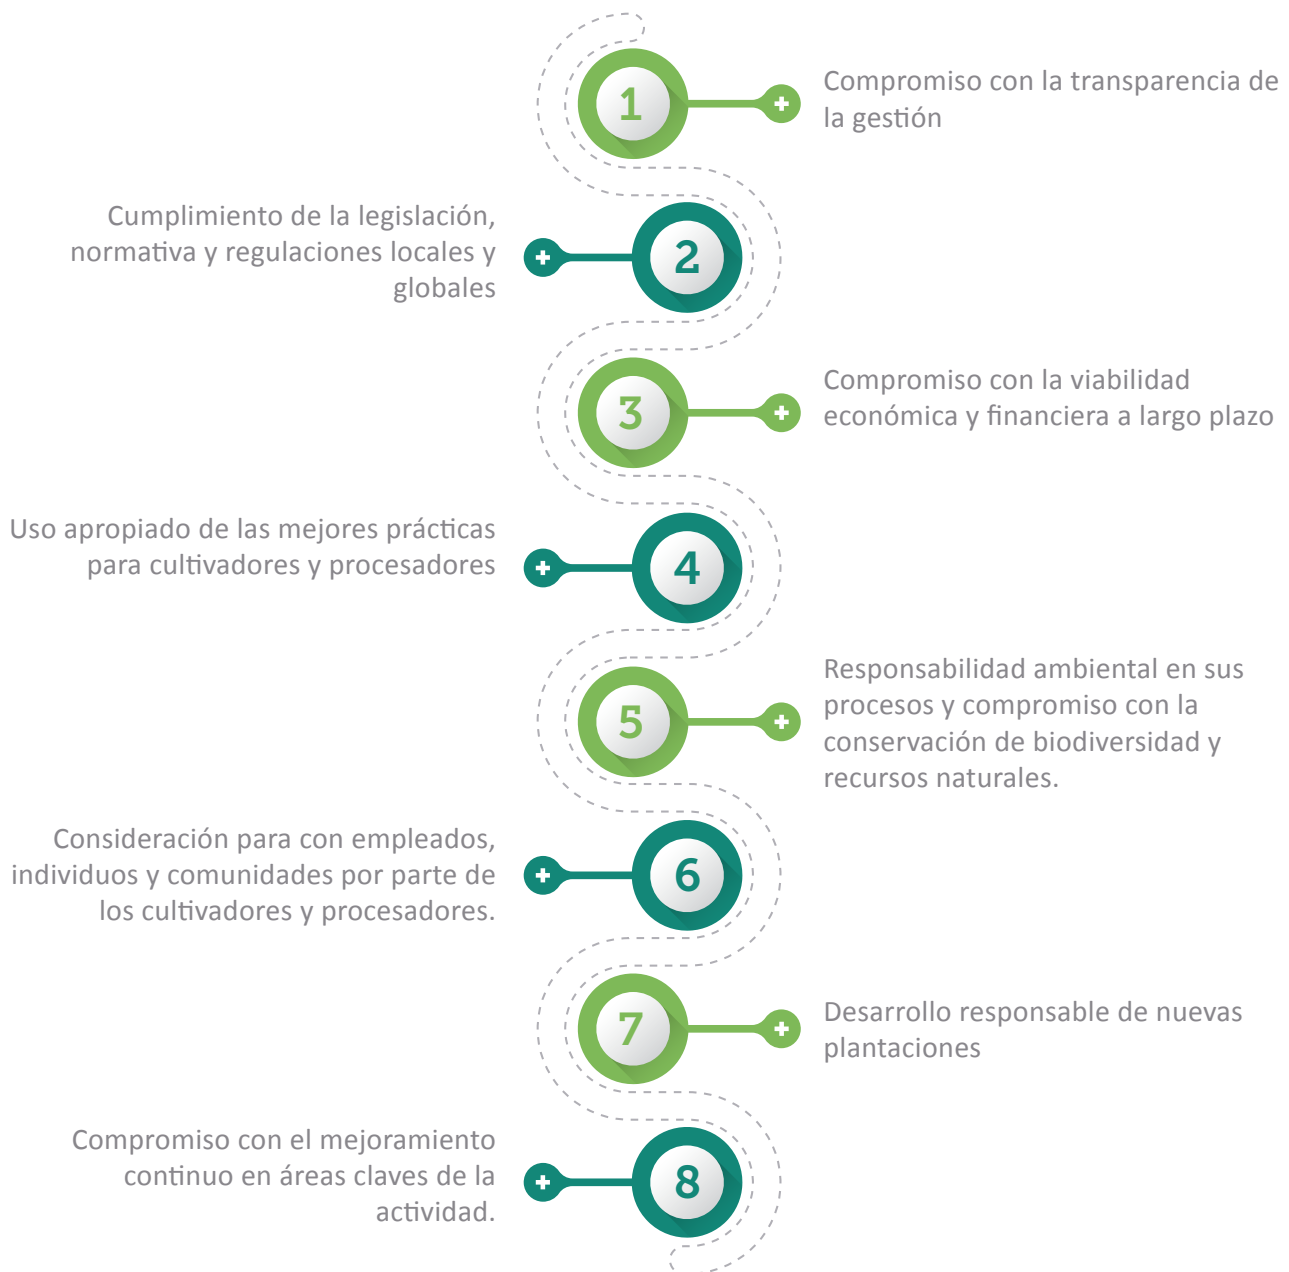 1
Compromiso con la transparencia de
la gestión
Cumplimiento de la legislación,
normativa y regulaciones locales y
globales
2
3
Compromiso con la viabilidad
económica y financiera a largo plazo
Uso apropiado de las mejores prácticas
para cultivadores y procesadores
4
5
Responsabilidad ambiental en sus
procesos y compromiso con la
conservación de biodiversidad y
recursos naturales.
Consideración para con empleados,
individuos y comunidades por parte de
los cultivadores y procesadores.
6
7
Desarrollo responsable de nuevas
plantaciones
Compromiso con el mejoramiento
continuo en áreas claves de la
actividad.
8